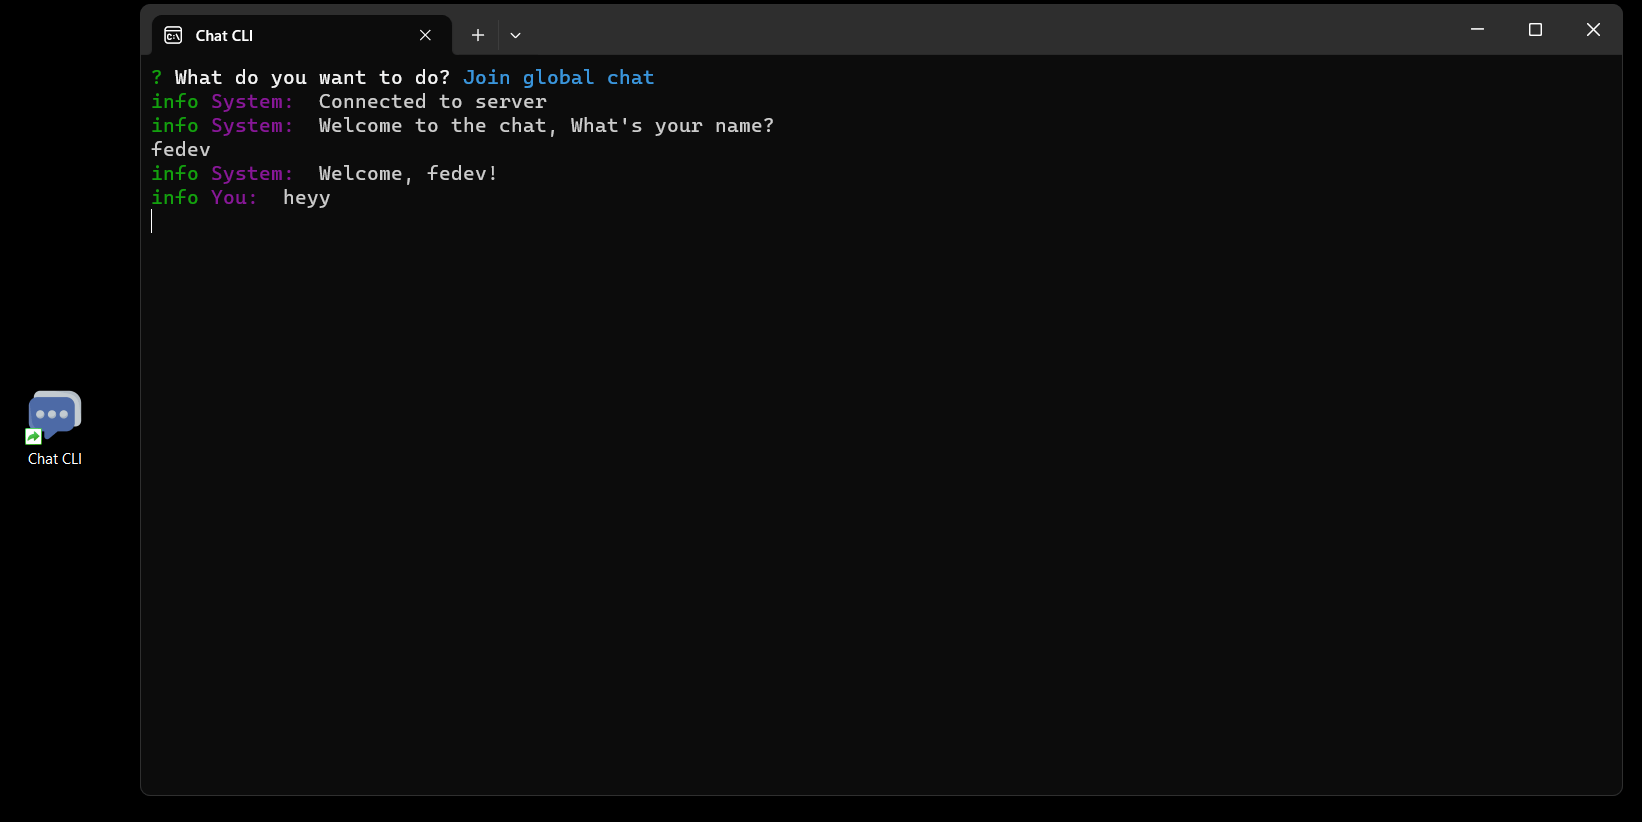 Chat CLI
? What do you want to do? Join global chat
info System:  Connected to server
info System:  Welcome to the chat, What's your name?
fedev
info System:  Welcome, fedev!
info You:  heyy
Chat CLI